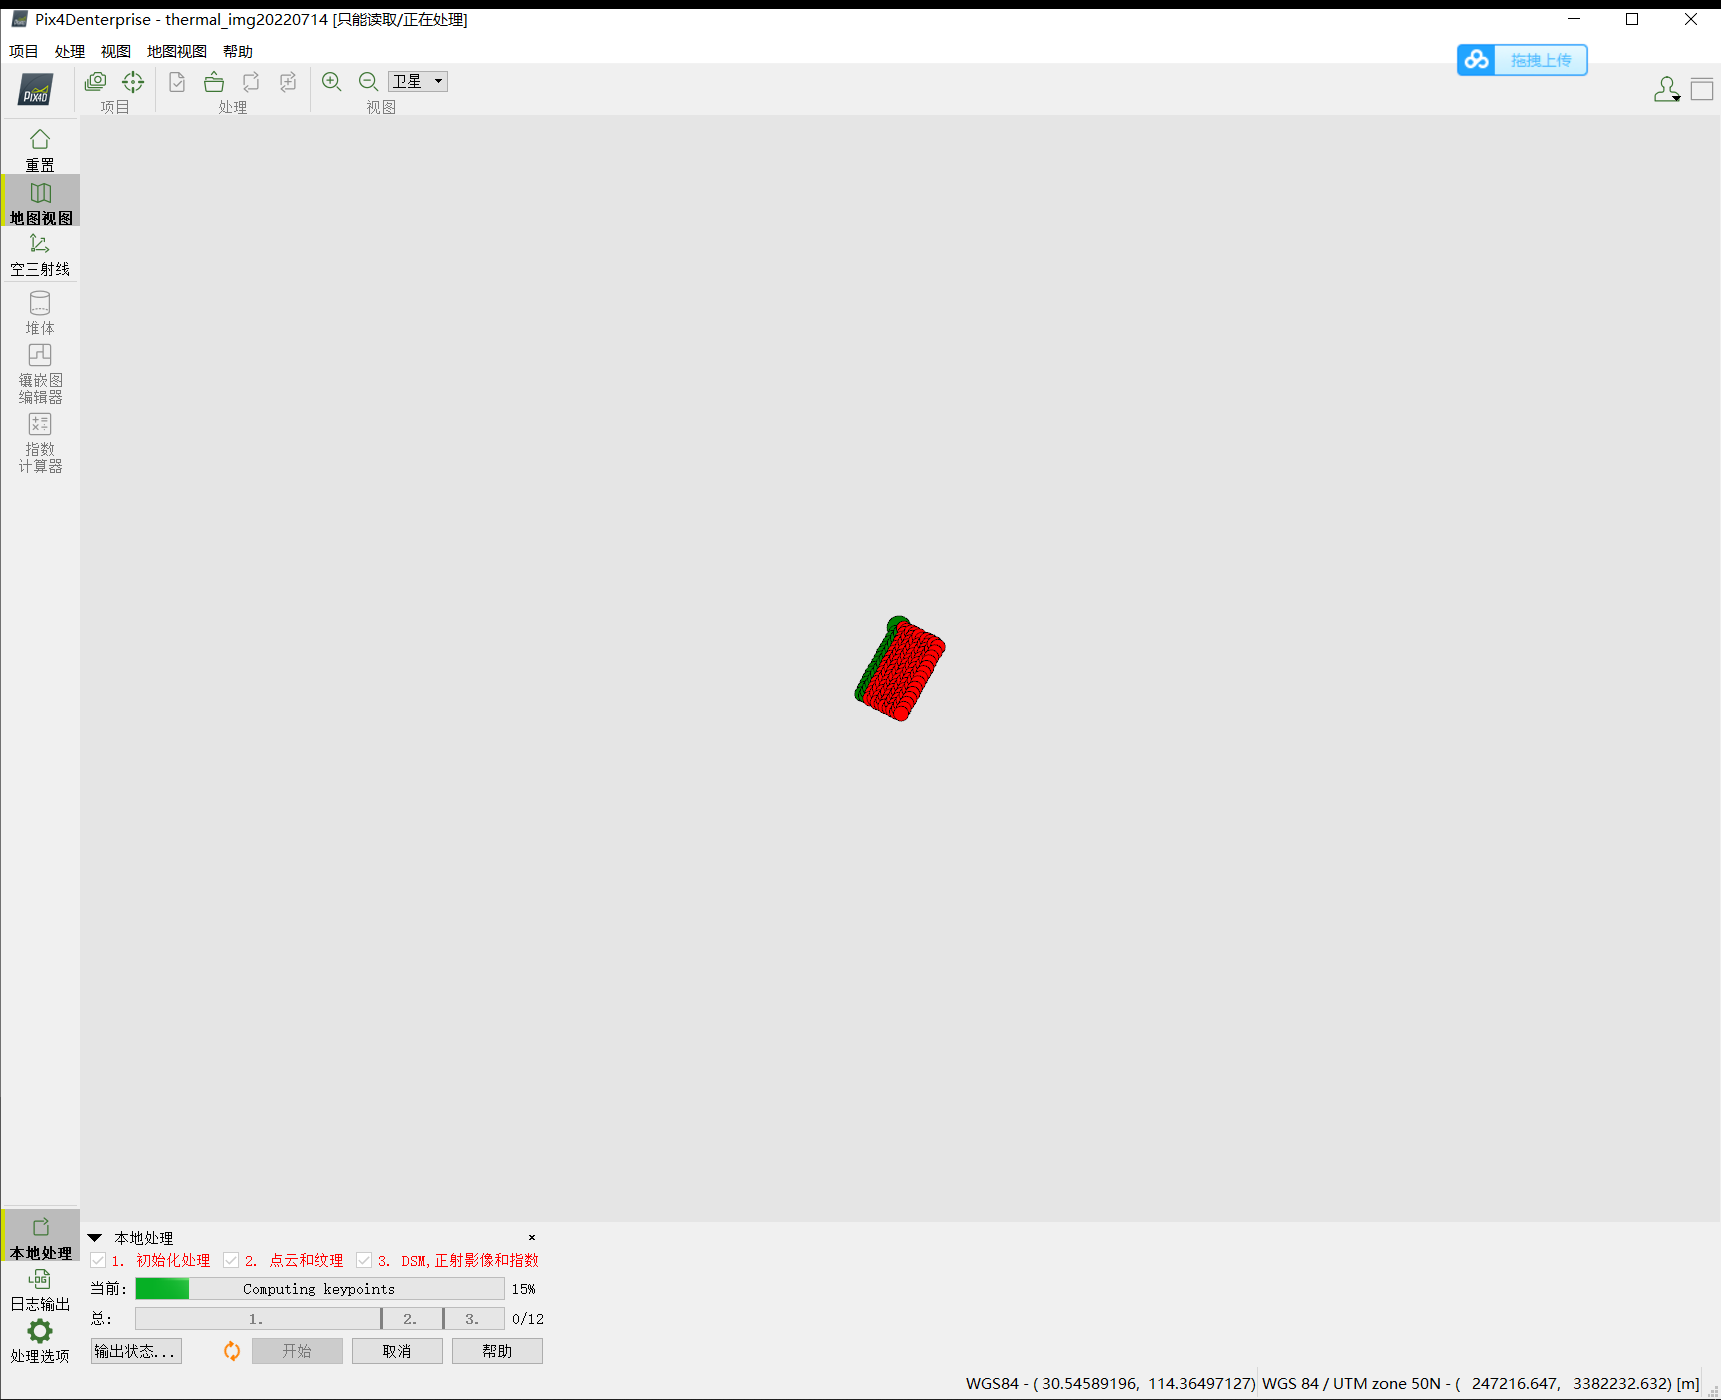 Pix4Denterprise - thermal_img20220714 [只能读取/正在处理]
项目 处理 视图 地图视图 帮助
拖拽上传
PIX4D
卫星
项目 处理 视图
重置
地图视图
空三射线
堆体
镶嵌图
编辑器
指数
计算器
本地处理
LOG
日志输出
处理选项
本地处理 ×
1. 初始化处理 2. 点云和纹理 3. DSM,正射影像和指数
当前: Computing keypoints 15%
总: 1. 2. 3. 0/12
输出状态... 开始 取消 帮助
WGS84 - ( 30.54589196, 114.36497127) WGS 84 / UTM zone 50N - ( 247216.647, 3382232.632) [m]